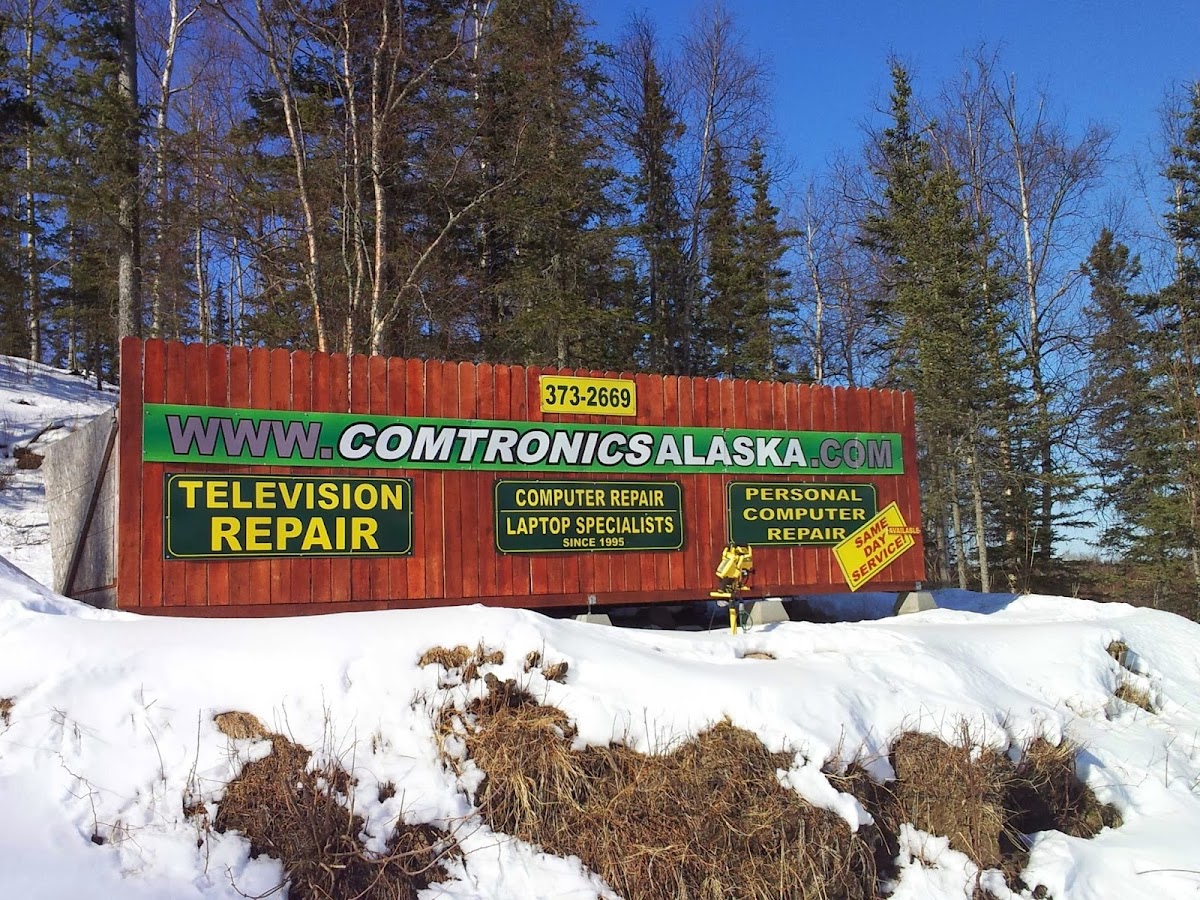 373-2669
WWW.COMTRONICSALASKA.COM
TELEVISION
REPAIR
COMPUTER REPAIR
LAPTOP SPECIALISTS
SINCE 1995
PERSONAL
COMPUTER
REPAIR
SAME
DAY AVAILABLE
SERVICE!